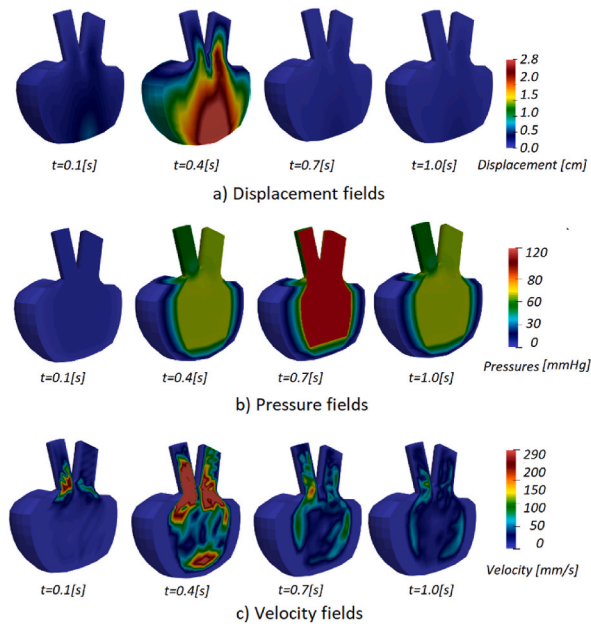 2.8
2.0
1.5
1.0
0.5
0.0
t=0.1[s] t=0.4[s] t=0.7[s] t=1.0[s] Displacement [cm]
a) Displacement fields
120
80
60
30
0
t=0.1[s] t=0.4[s] t=0.7[s] t=1.0[s] Pressures [mmHg]
b) Pressure fields
290
200
150
100
50
0
t=0.1[s] t=0.4[s] t=0.7[s] t=1.0[s] Velocity [mm/s]
c) Velocity fields